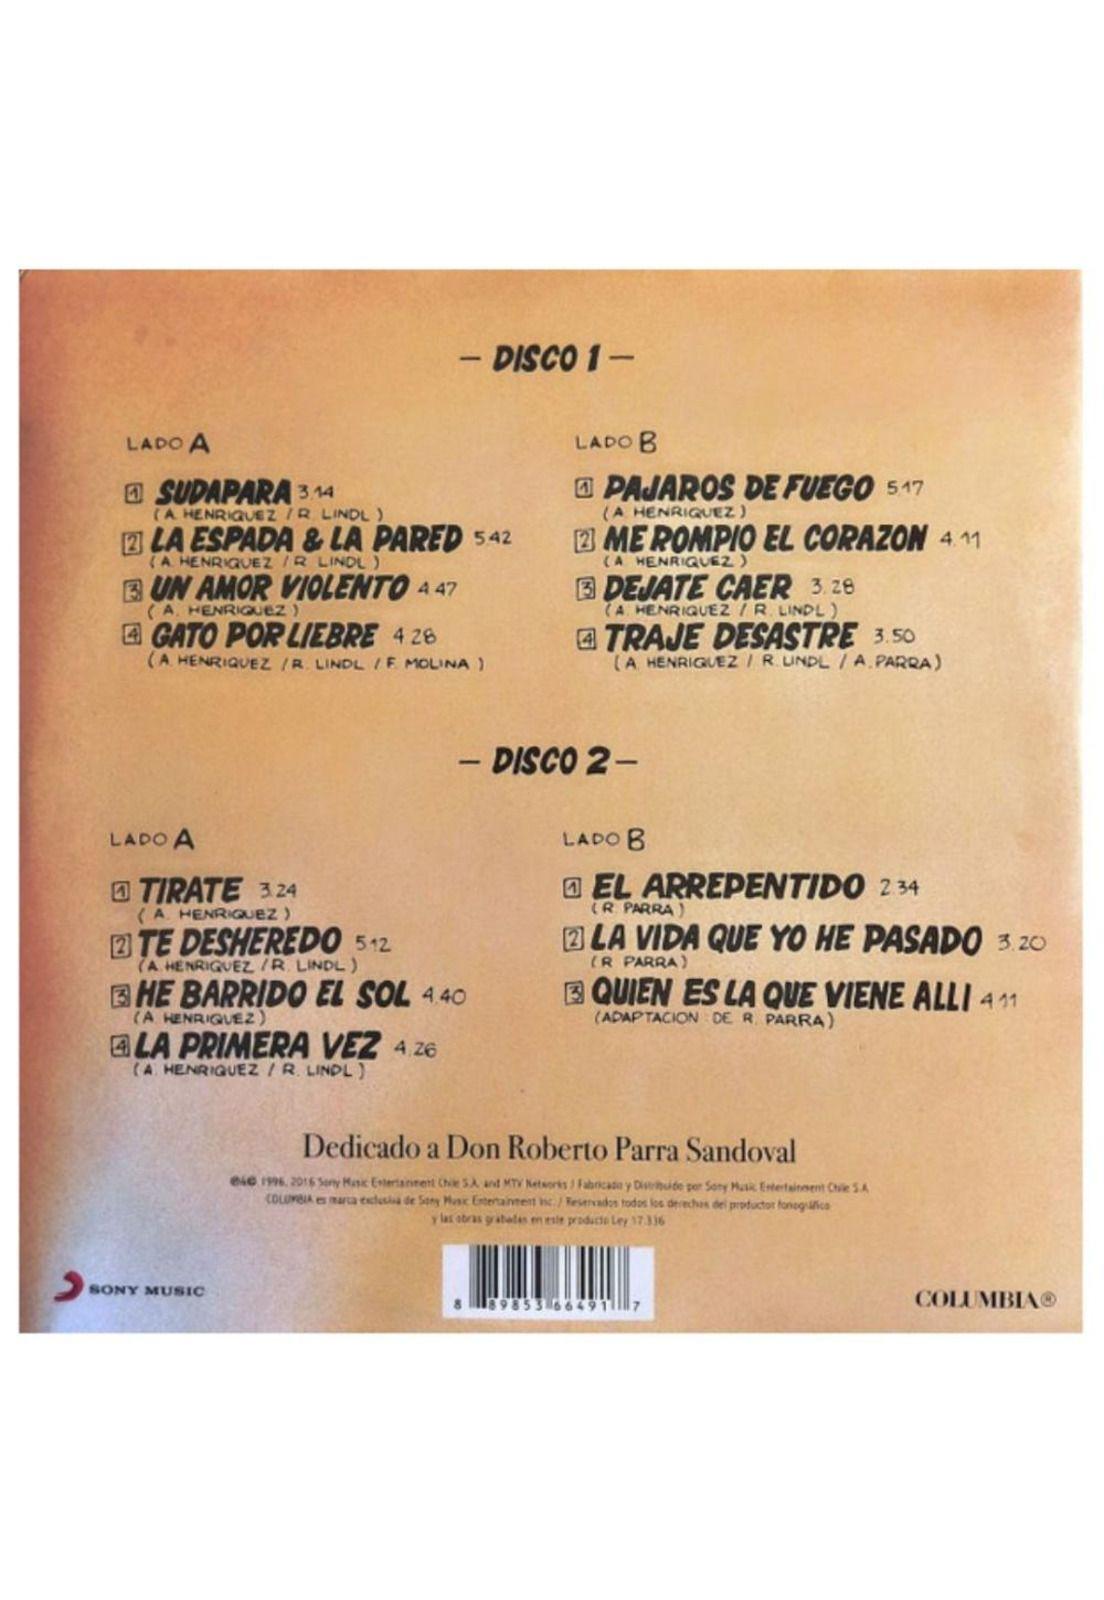 - DISCO 1 -
LADO A
1 SUDAPARA 3.14
(A. HENRIQUEZ / R. LINDL)
2 LA ESPADA & LA PARED 5.42
(A. HENRIQUEZ / R. LINDL)
3 UN AMOR VIOLENTO 4.47
(A. HENRIQUEZ)
4 GATO POR LIEBRE 4.28
(A. HENRIQUEZ / R. LINDL / F. MOLINA)
LADO B
1 PAJAROS DE FUEGO 5.17
(A. HENRIQUEZ)
2 ME ROMPIO EL CORAZON 4.11
(A. HENRIQUEZ)
3 DEJATE CAER 3.28
(A. HENRIQUEZ / R. LINDL)
4 TRAJE DESASTRE 3.50
(A. HENRIQUEZ / R. LINDL / A. PARRA)
- DISCO 2 -
LADO A
1 TIRATE 3.24
(A. HENRIQUEZ)
2 TE DESHEREDO 5.12
(A. HENRIQUEZ / R. LINDL)
3 HE BARRIDO EL SOL 4.40
(A. HENRIQUEZ)
4 LA PRIMERA VEZ 4.26
(A. HENRIQUEZ / R. LINDL)
LADO B
1 EL ARREPENTIDO 2.34
(R. PARRA)
2 LA VIDA QUE YO HE PASADO 3.20
(R. PARRA)
3 QUIEN ES LA QUE VIENE ALLI 4.11
(ADAPTACION DE R. PARRA)
Dedicado a Don Roberto Parra Sandoval
℗&© 1996, 2016 Sony Music Entertainment Chile S.A. and MTV Networks / Fabricado y Distribuido por Sony Music Entertainment Chile S.A.
COLUMBIA es marca exclusiva de Sony Music Entertainment Inc. / Reservados todos los derechos del productor fonográfico
y las obras grabadas en este producto Ley 17.336
SONY MUSIC
8 89853 66491 7
COLUMBIA®